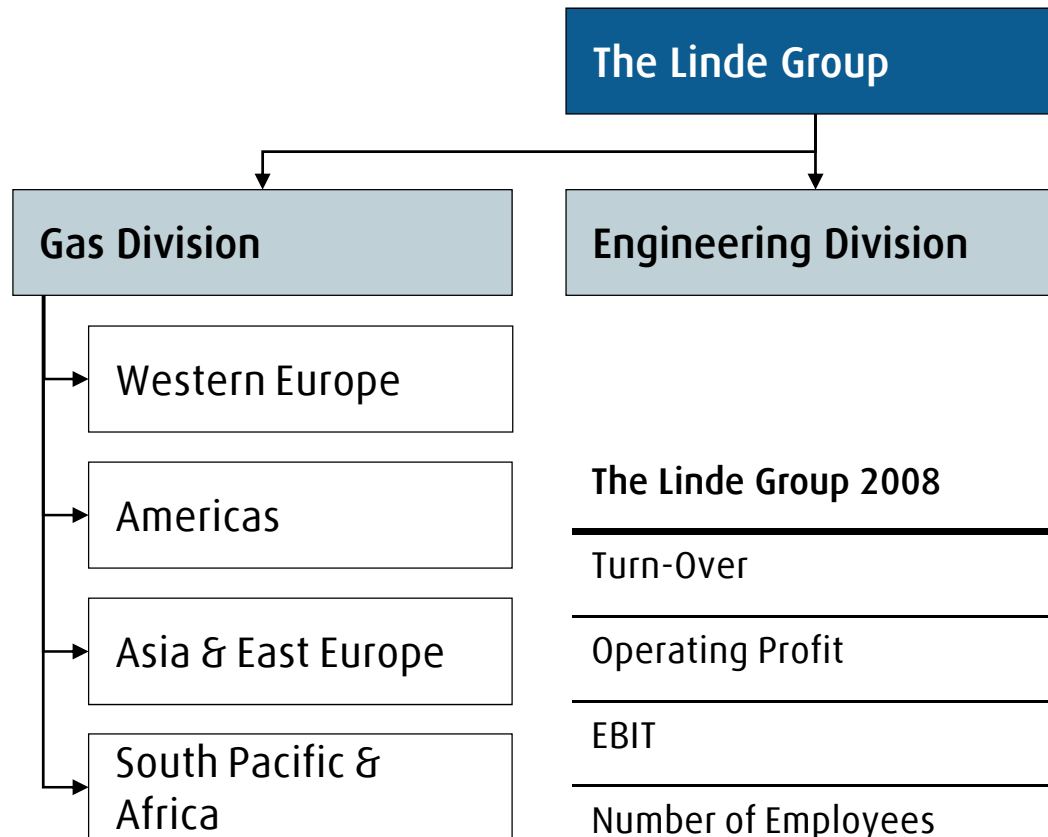 The Linde Group
Gas Division
Engineering Division
Western Europe
Americas
Asia & East Europe
South Pacific &
Africa
The Linde Group 2008
Turn-Over
Operating Profit
EBIT
Number of Employees